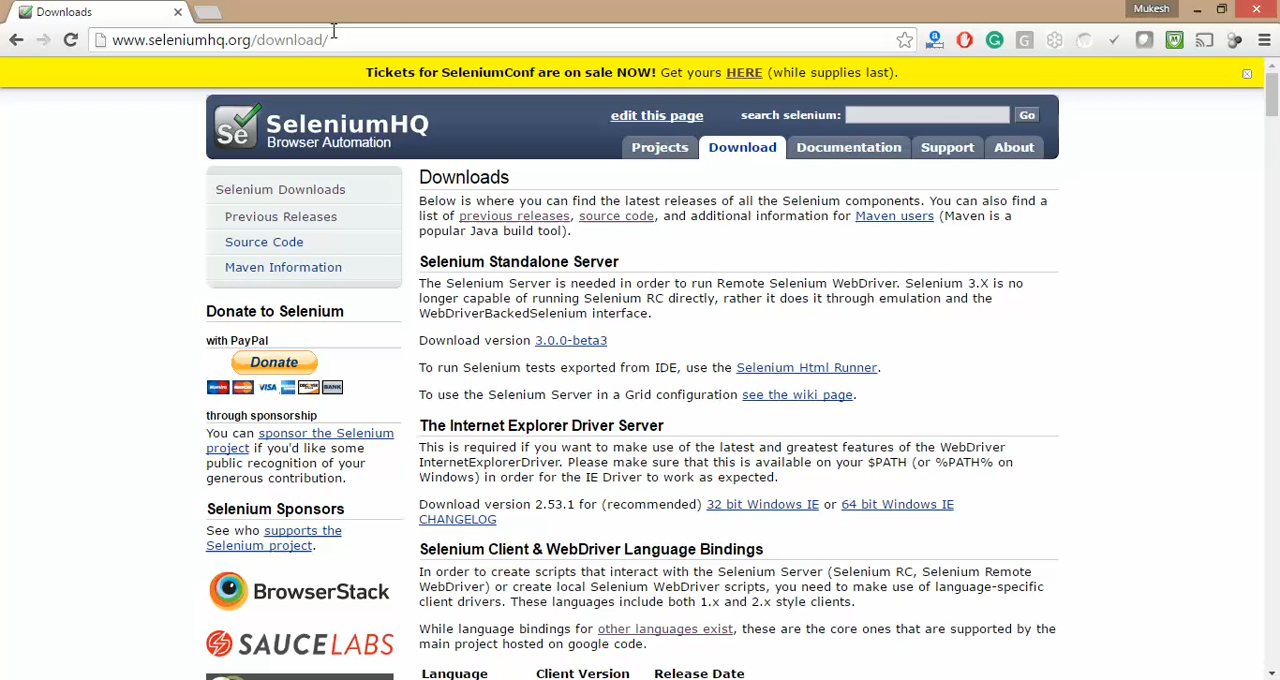 Downloads
Mukesh
www.seleniumhq.org/download/
Tickets for SeleniumConf are on sale NOW! Get yours HERE (while supplies last).
Se
SeleniumHQ
Browser Automation
edit this page
search selenium:
Go
Projects
Download
Documentation
Support
About
Selenium Downloads
Previous Releases
Source Code
Maven Information
Donate to Selenium
with PayPal
Donate
through sponsorship
You can sponsor the Selenium
project if you'd like some
public recognition of your
generous contribution.
Selenium Sponsors
See who supports the
Selenium project.
BrowserStack
SAUCE LABS
Downloads
Below is where you can find the latest releases of all the Selenium components. You can also find a
list of previous releases, source code, and additional information for Maven users (Maven is a
popular Java build tool).
Selenium Standalone Server
The Selenium Server is needed in order to run Remote Selenium WebDriver. Selenium 3.X is no
longer capable of running Selenium RC directly, rather it does it through emulation and the
WebDriverBackedSelenium interface.
Download version 3.0.0-beta3
To run Selenium tests exported from IDE, use the Selenium Html Runner.
To use the Selenium Server in a Grid configuration see the wiki page.
The Internet Explorer Driver Server
This is required if you want to make use of the latest and greatest features of the WebDriver
InternetExplorerDriver. Please make sure that this is available on your $PATH (or %PATH% on
Windows) in order for the IE Driver to work as expected.
Download version 2.53.1 for (recommended) 32 bit Windows IE or 64 bit Windows IE
CHANGELOG
Selenium Client & WebDriver Language Bindings
In order to create scripts that interact with the Selenium Server (Selenium RC, Selenium Remote
WebDriver) or create local Selenium WebDriver scripts, you need to make use of language-specific
client drivers. These languages include both 1.x and 2.x style clients.
While language bindings for other languages exist, these are the core ones that are supported by the
main project hosted on google code.
Language Client Version Release Date